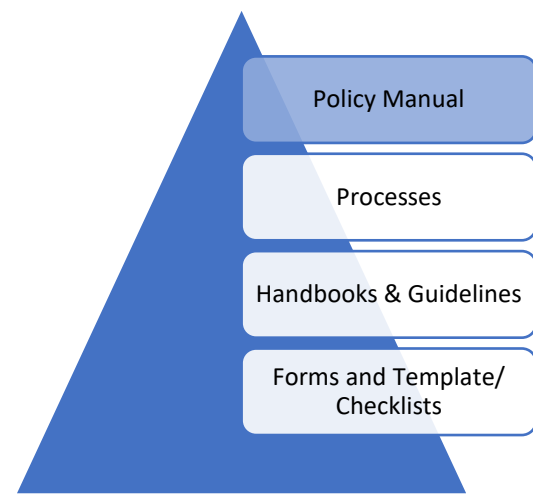 Policy Manual
Processes
Handbooks & Guidelines
Forms and Template/
Checklists